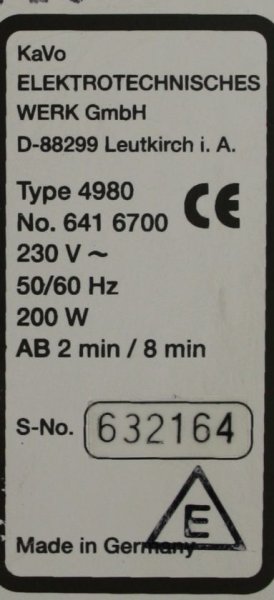 KaVo
ELEKTROTECHNISCHES
WERK GmbH
D-88299 Leutkirch i. A.
Type 4980
No. 641 6700
CE
230 V ~
50/60 Hz
200 W
AB 2 min / 8 min
S-No. 632164
E
Made in Germany